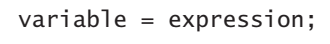 variable = expression;